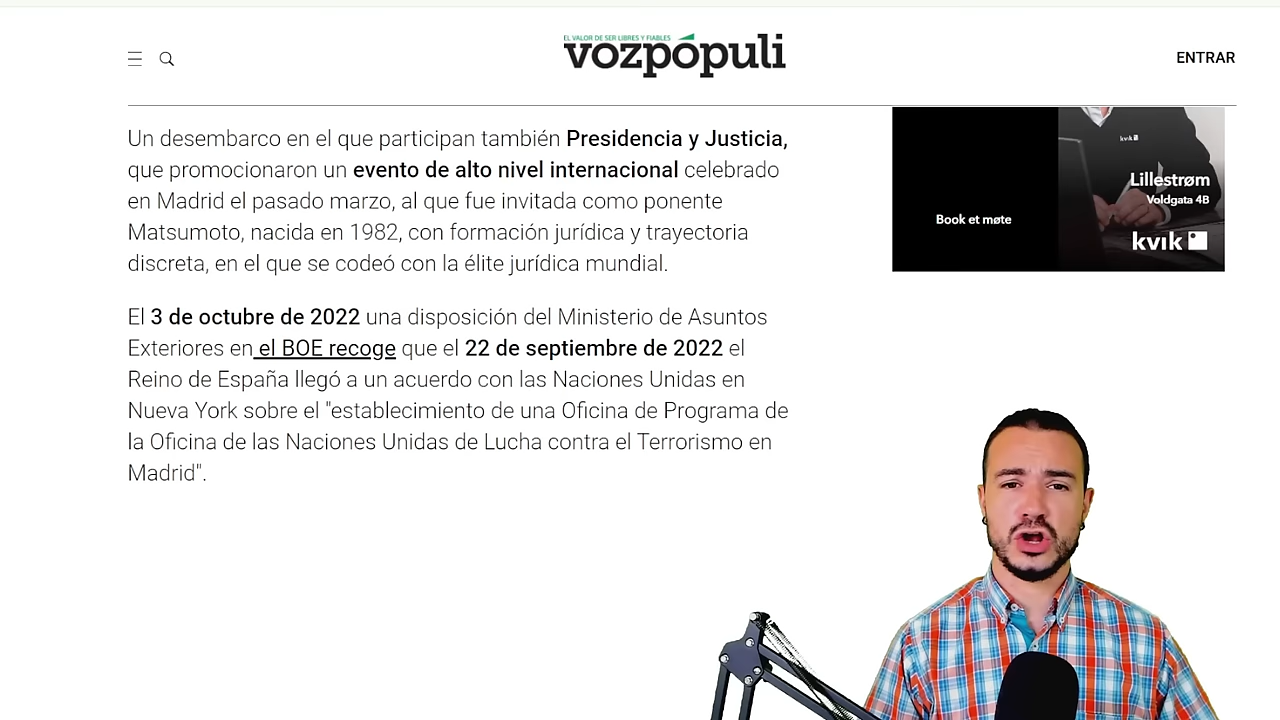 EL VALOR DE SER LIBRES Y FIABLES
vozpópuli
ENTRAR
Un desembarco en el que participan también Presidencia y Justicia,
que promocionaron un evento de alto nivel internacional celebrado
en Madrid el pasado marzo, al que fue invitada como ponente
Matsumoto, nacida en 1982, con formación jurídica y trayectoria
discreta, en el que se codeó con la élite jurídica mundial.
El 3 de octubre de 2022 una disposición del Ministerio de Asuntos
Exteriores en el BOE recoge que el 22 de septiembre de 2022 el
Reino de España llegó a un acuerdo con las Naciones Unidas en
Nueva York sobre el "establecimiento de una Oficina de Programa de
la Oficina de las Naciones Unidas de Lucha contra el Terrorismo en
Madrid".
kvik
Lillestrøm
Voldgata 4B
Book et møte
kvik